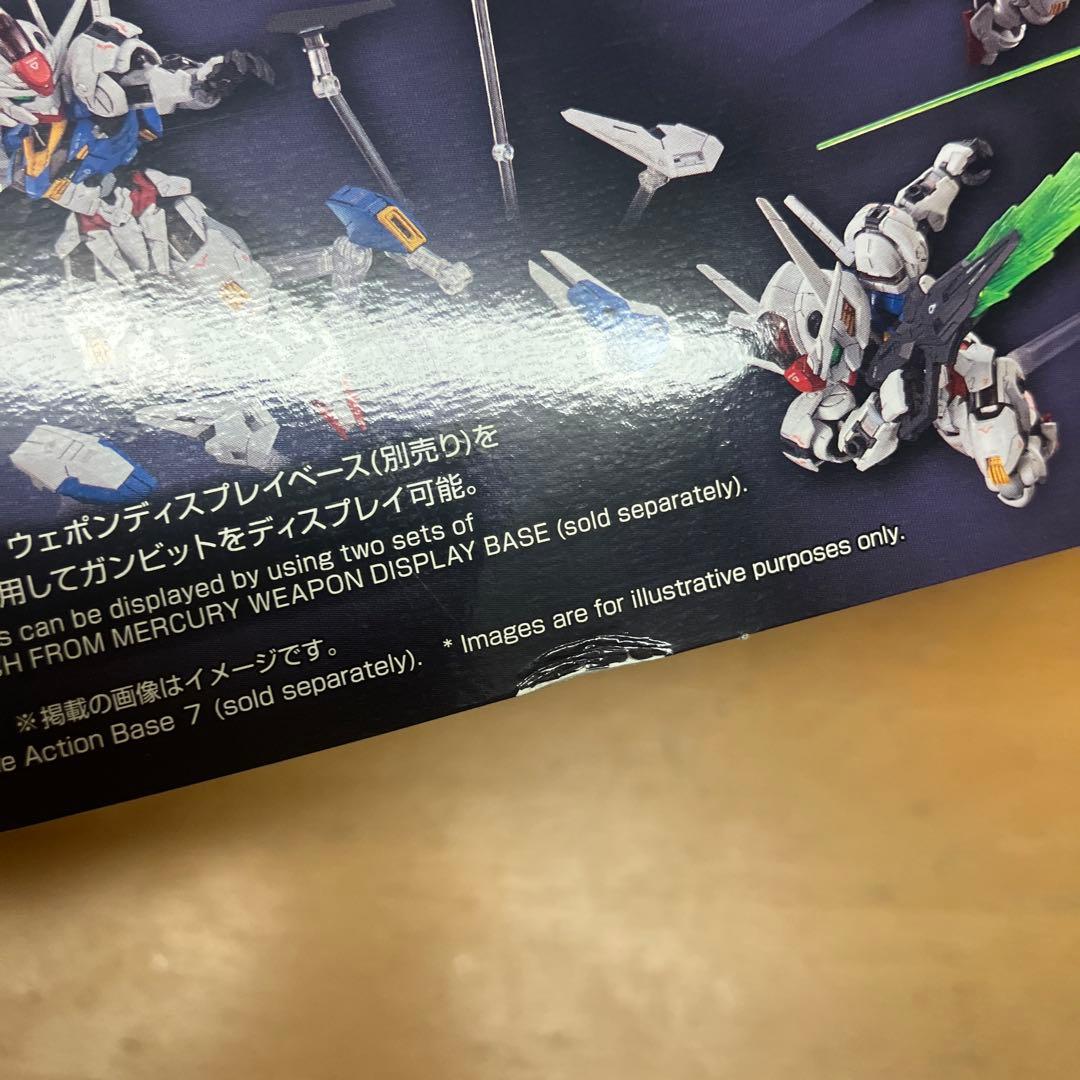 ウェポンディスプレイベース(別売り)を
用してガンビットをディスプレイ可能。
s can be displayed by using two sets of
H FROM MERCURY WEAPON DISPLAY BASE (sold separately).
※掲載の画像はイメージです。 * Images are for illustrative purposes only.
e Action Base 7 (sold separately).